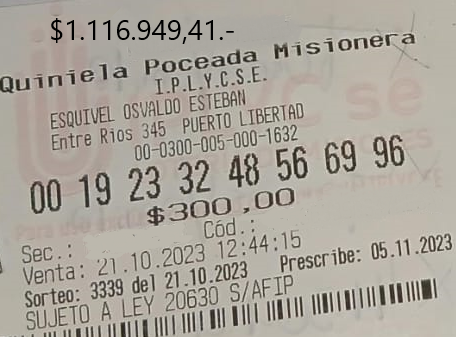 $1.116.949,41.-
Quiniela Poceada Misionera
I.P.L.Y.C.S.E.
ESQUIVEL OSVALDO ESTEBAN
Entre Rios 345 PUERTO LIBERTAD
00-0300-005-000-1632
00 19 23 32 48 56 69 96
$300,00
Cód.:
Sec.:
Venta: 21.10.2023 12:44:15
Sorteo: 3339 del 21.10.2023 Prescribe: 05.11.2023
SUJETO A LEY 20630 S/AFIP